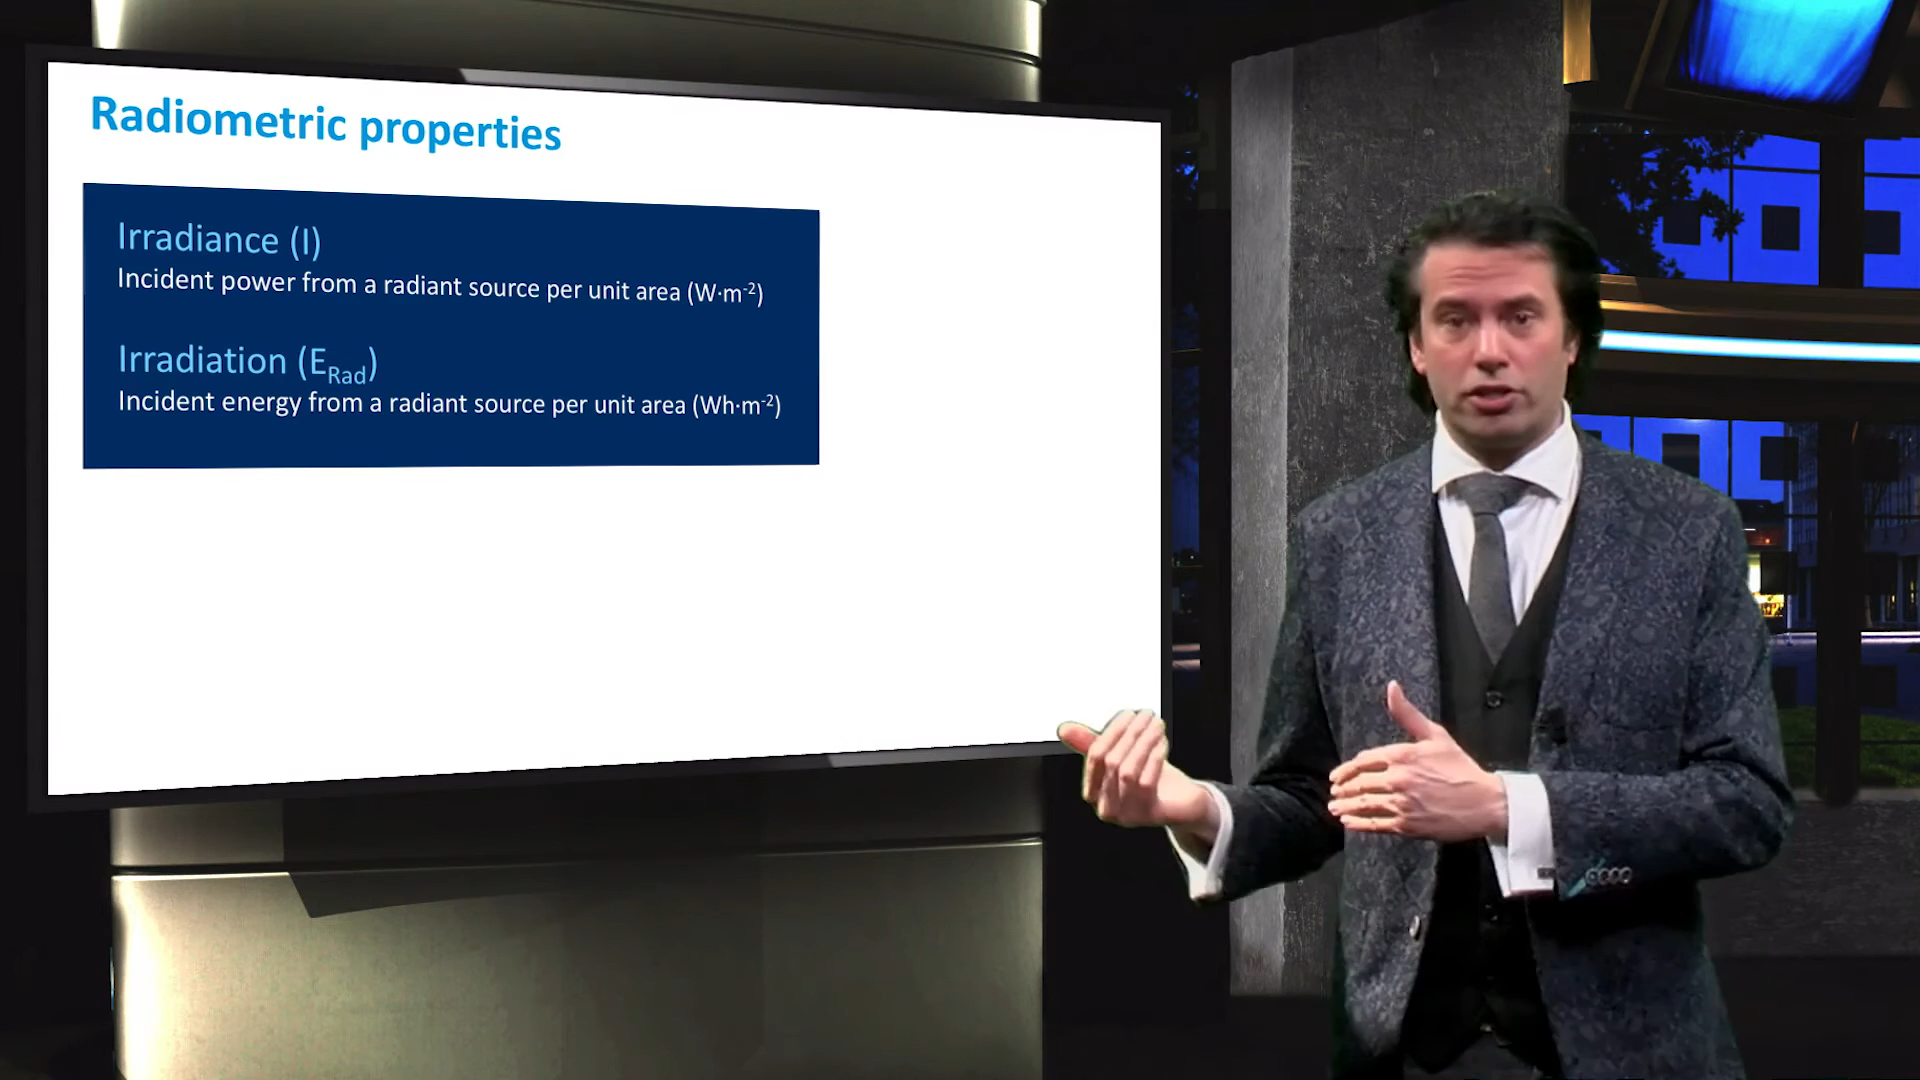 Radiometric properties
Irradiance (I)
Incident power from a radiant source per unit area (W·m⁻²)
Irradiation (E_Rad)
Incident energy from a radiant source per unit area (Wh·m⁻²)